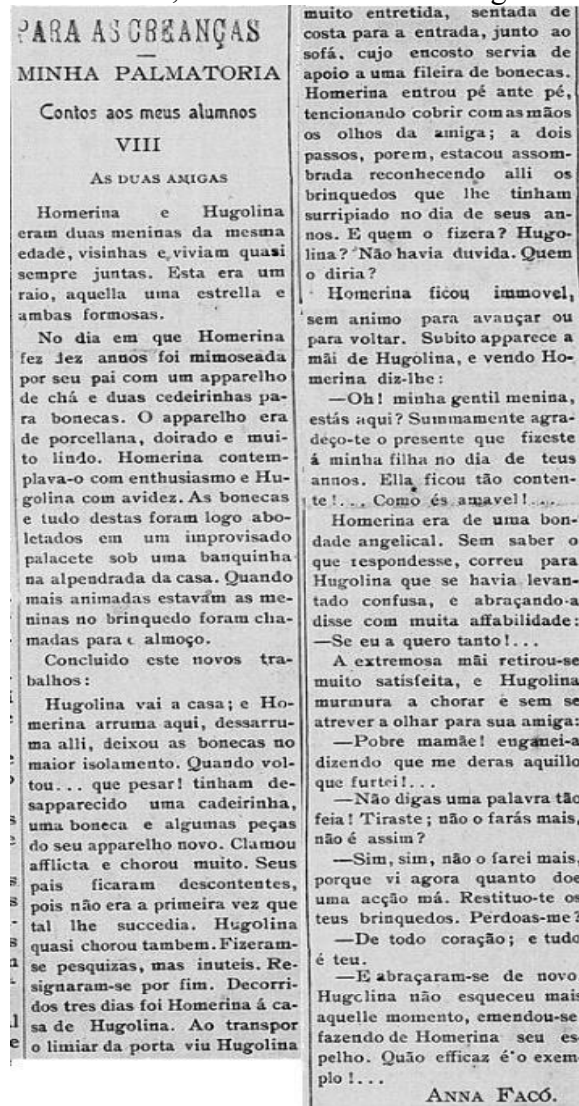 PARA AS CREANÇAS
MINHA PALMATORIA
Contos aos meus alumnos
VIII
AS DUAS AMIGAS
Homerina e Hugolina
eram duas meninas da mesma
edade, visinhas e viviam quasi
sempre juntas. Esta era um
raio, aquella uma estrella e
ambas formosas.
No dia em que Homerina
fez dez annos foi mimoseada
por seu pai com um apparelho
de chá e duas cedeirinhas pa-
ra bonecas. O apparelho era
de porcellana, doirado e mui-
to lindo. Homerina contem-
plava-o com enthusiasmo e Hu-
golina com avidez. As bonecas
e tudo destas foram logo abo-
letados em um improvisado
palacete sob uma banquinha
na alpendrada da casa. Quando
mais animadas estavam as me-
ninas no brinquedo foram cha-
madas para o almoço.
Concluido este novos tra-
balhos:
Hugolina vai a casa; e Ho-
merina arruma aqui, dessarru-
ma alli, deixou as bonecas no
maior isolamento. Quando vol-
tou... que pesar! tinham de-
sapparecido uma cadeirinha,
uma boneca e algumas peças
do seu apparelho novo. Clamou
afflicta e chorou muito. Seus
pais ficaram descontentes,
pois não era a primeira vez que
tal lhe succedia. Hugolina
quasi chorou tambem. Fizeram-
se pesquizas, mas inuteis. Re-
signaram-se por fim. Decorri-
dos tres dias foi Homerina á ca-
sa de Hugolina. Ao transpor
o limiar da porta viu Hugolina
muito entretida, sentada de
costa para a entrada, junto ao
sofá, cujo encosto servia de
apoio a uma fileira de bonecas.
Homerina entrou pé ante pé,
tencionando cobrir com as mãos
os olhos da amiga; a dois
passos, porem, estacou assom-
brada reconhecendo alli os
brinquedos que lhe tinham
surripiado no dia de seus an-
nos. E quem o fizera? Hugo-
lina? Não havia duvida. Quem
o diria?
Homerina ficou immovel,
sem animo para avançar ou
para voltar. Subito apparece a
mãi de Hugolina, e vendo Ho-
merina diz-lhe:
—Oh! minha gentil menina,
estás aqui? Summamente agra-
deço-te o presente que fizeste
á minha filha no dia de teus
annos. Ella ficou tão conten-
te!... Como és amavel!....
Homerina era de uma bon-
dade angelical. Sem saber o
que respondesse, correu para
Hugolina que se havia levan-
tado confusa, e abraçando-a
disse com muita affabilidade:
—Se eu a quero tanto!...
A extremosa mãi retirou-se
muito satisfeita, e Hugolina
murmura a chorar e sem se
atrever a olhar para sua amiga:
—Pobre mamãe! enganei-a
dizendo que me deras aquillo
que furtei!...
—Não digas uma palavra tão
feia! Tiraste; não o farás mais,
não é assim?
—Sim, sim, não o farei mais,
porque vi agora quanto doe
uma acção má. Restituo-te os
teus brinquedos. Perdoas-me?
—De todo coração; e tudo
é teu.
—E abraçaram-se de novo
Hugolina não esqueceu mais
aquelle momento, emendou-se
fazendo de Homerina seu es-
pelho. Quão efficaz é o exem-
plo!...
ANNA FACÓ.